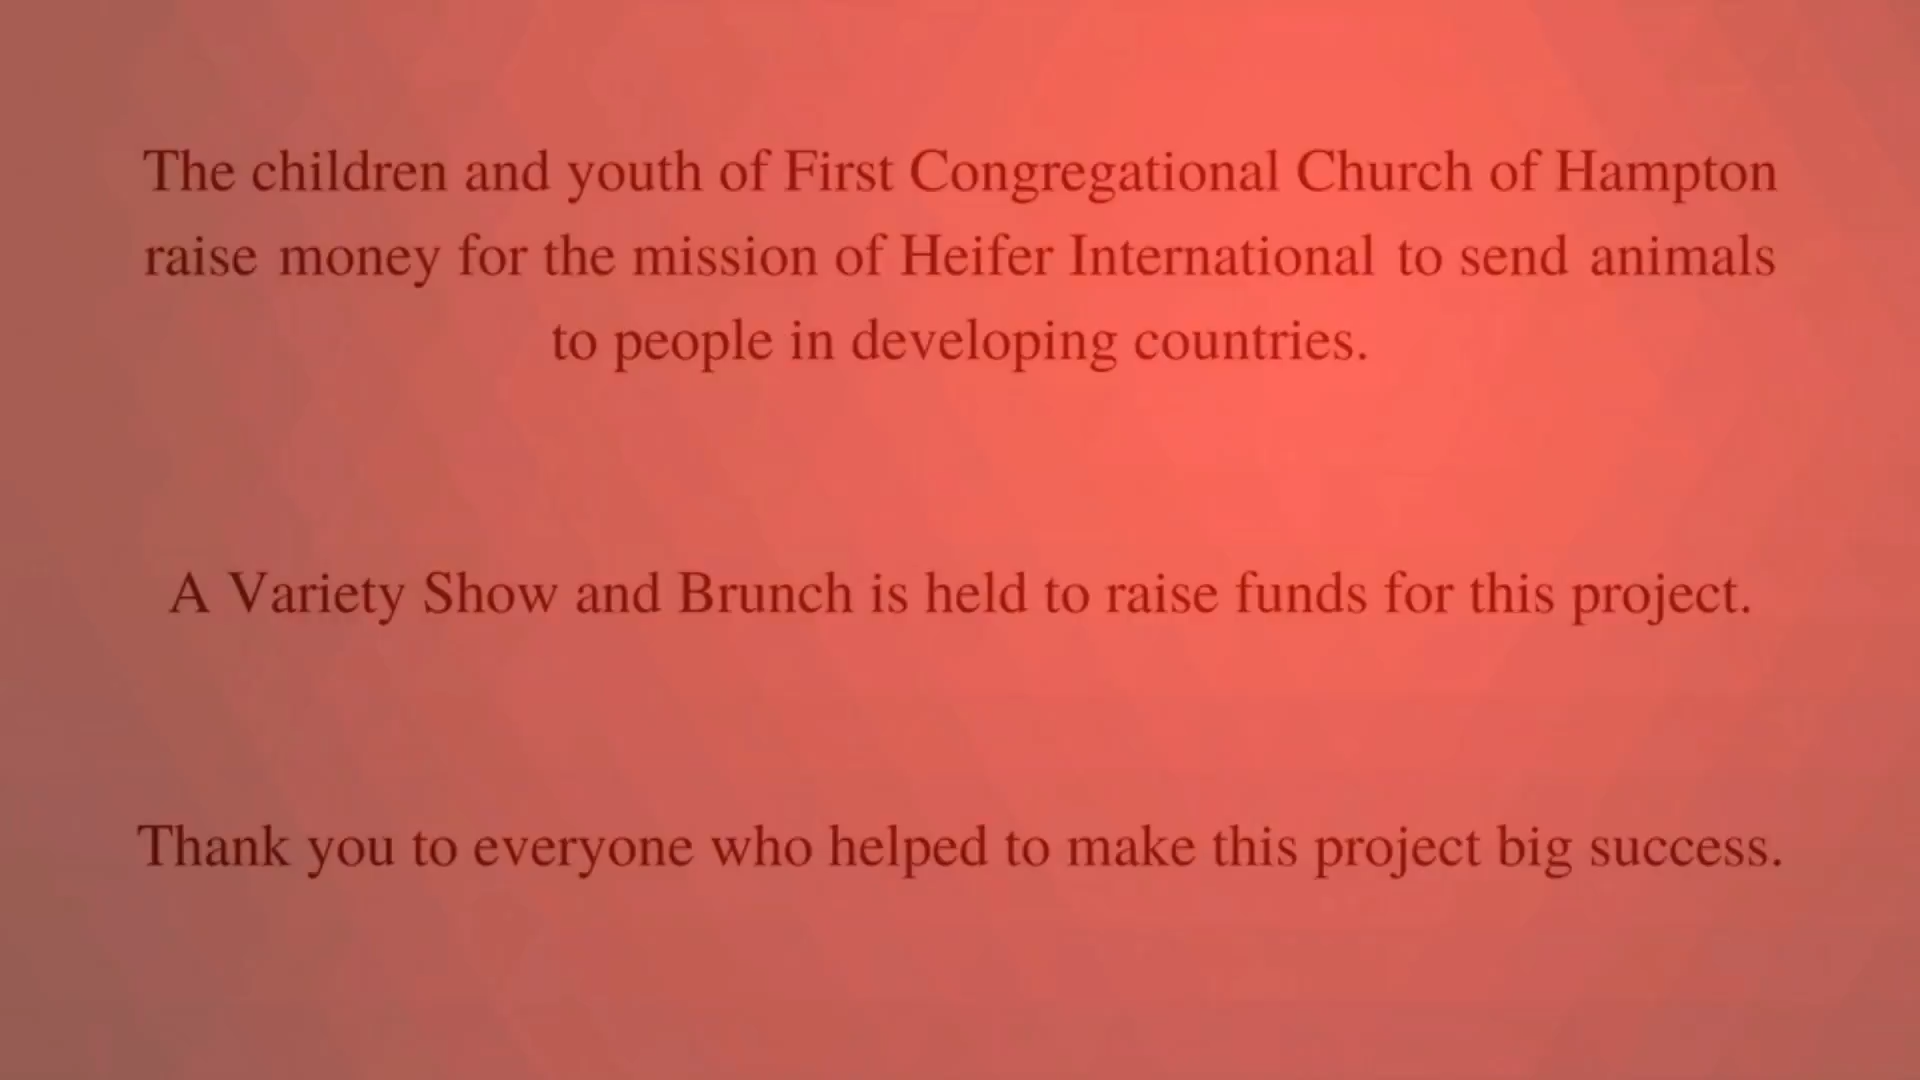 The children and youth of First Congregational Church of Hampton
raise money for the mission of Heifer International to send animals
to people in developing countries.
A Variety Show and Brunch is held to raise funds for this project.
Thank you to everyone who helped to make this project big success.